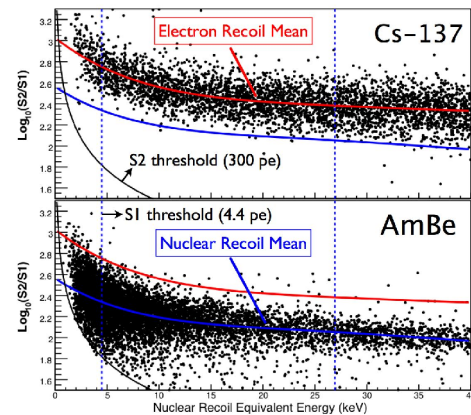 Electron Recoil Mean
Cs-137
Log₁₀(S2/S1)
3.2
3
2.8
2.6
2.4
2.2
2
1.8
1.6
S2 threshold (300 pe)
S1 threshold (4.4 pe)
AmBe
Nuclear Recoil Mean
Log₁₀(S2/S1)
3.2
3
2.8
2.6
2.4
2.2
2
1.8
1.6
0 5 10 15 20 25 30 35 40
Nuclear Recoil Equivalent Energy (keV)